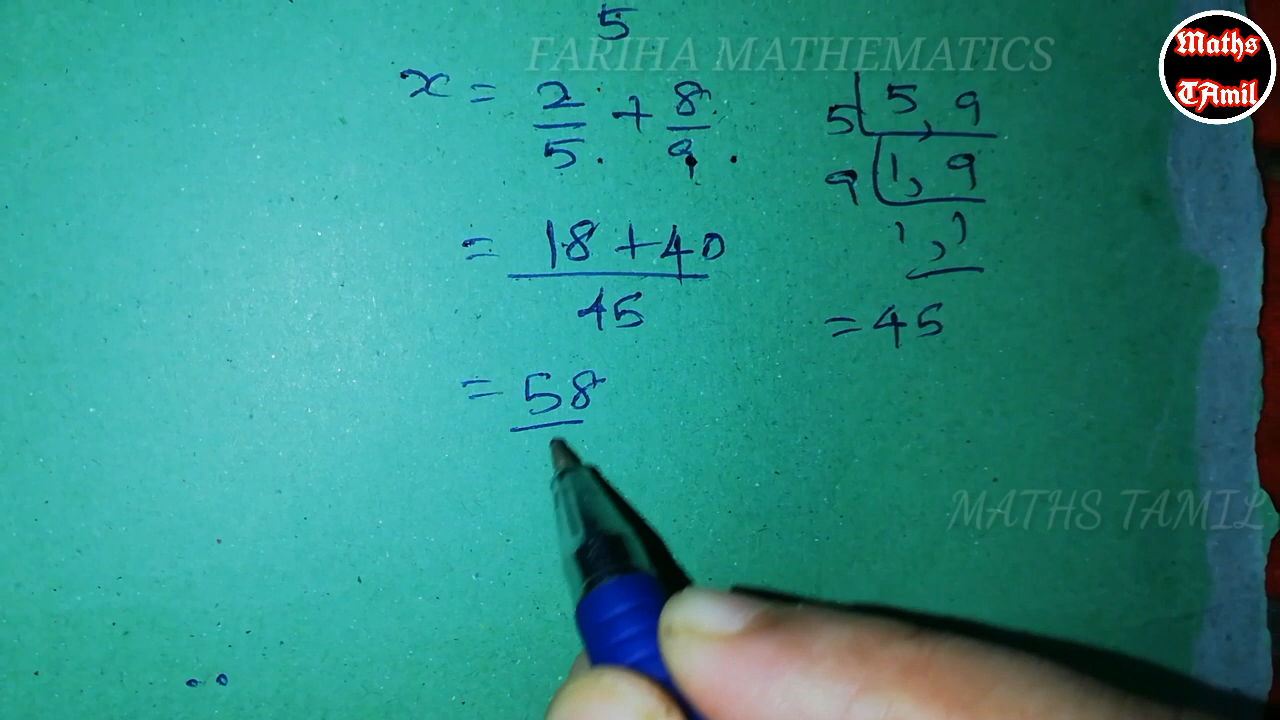 5
FARIHA MATHEMATICS
Maths
TAmil
x = 2/5 + 8/9
5 | 5, 9
9 | 1, 9
1, 1
= 18 + 40
45
= 45
= 58
MATHS TAMIL